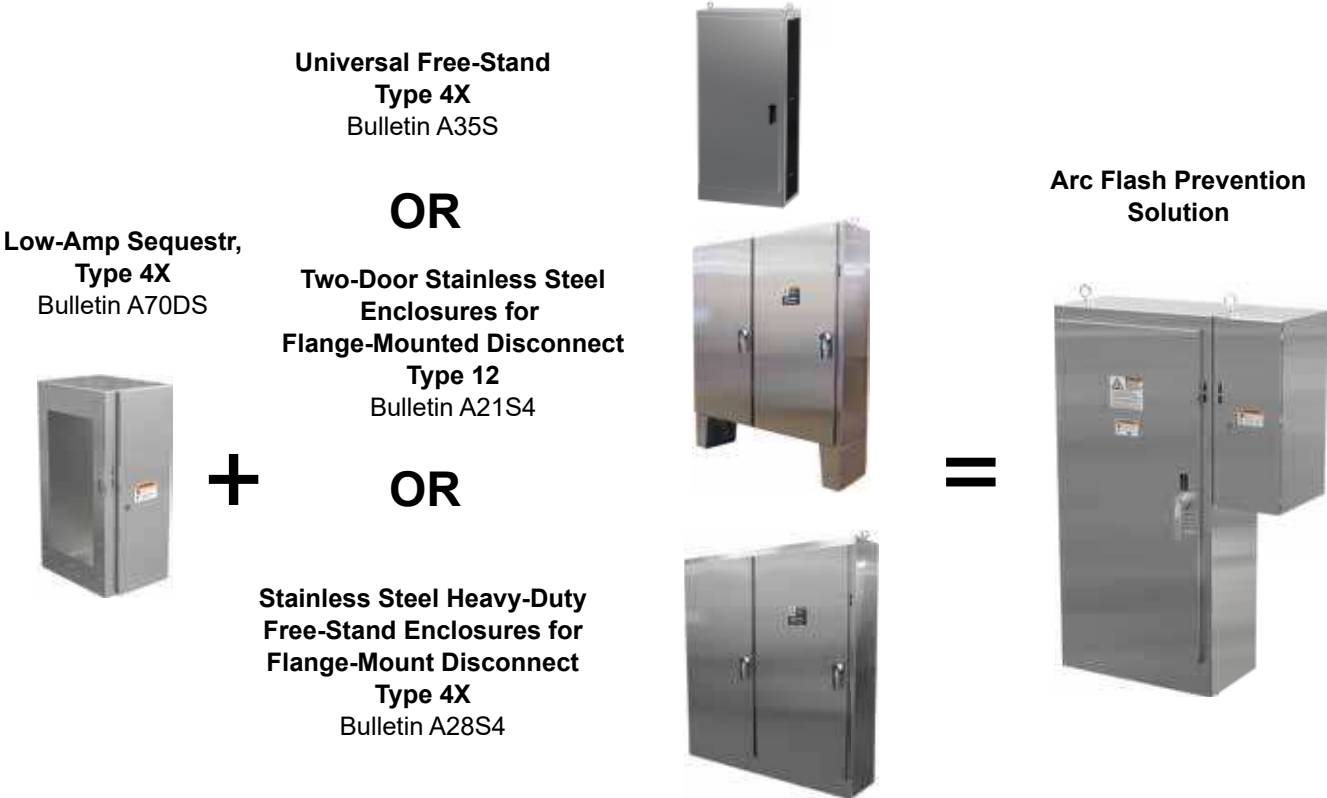 Low-Amp Sequestr,
Type 4X
Bulletin A70DS
+
Universal Free-Stand
Type 4X
Bulletin A35S
OR
Two-Door Stainless Steel
Enclosures for
Flange-Mounted Disconnect
Type 12
Bulletin A21S4
OR
Stainless Steel Heavy-Duty
Free-Stand Enclosures for
Flange-Mount Disconnect
Type 4X
Bulletin A28S4
=
Arc Flash Prevention
Solution